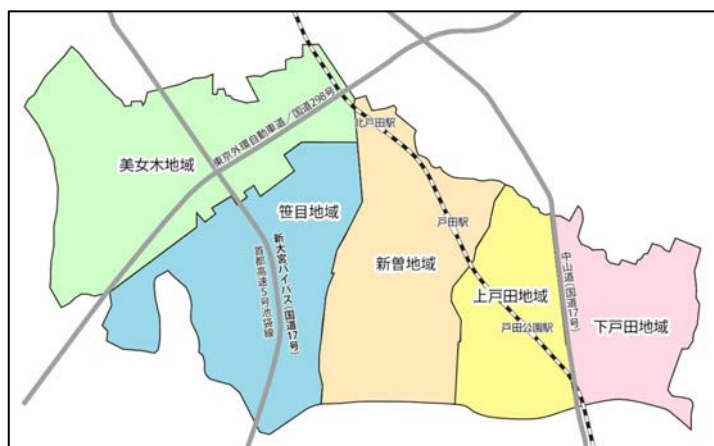 東京外環自動車道／国道298号
北戸田駅
美女木地域
笹目地域
戸田駅
新曽地域
新大宮バイパス(国道17号)
首都高速5号池袋線
中山道(国道17号)
上戸田地域
戸田公園駅
下戸田地域